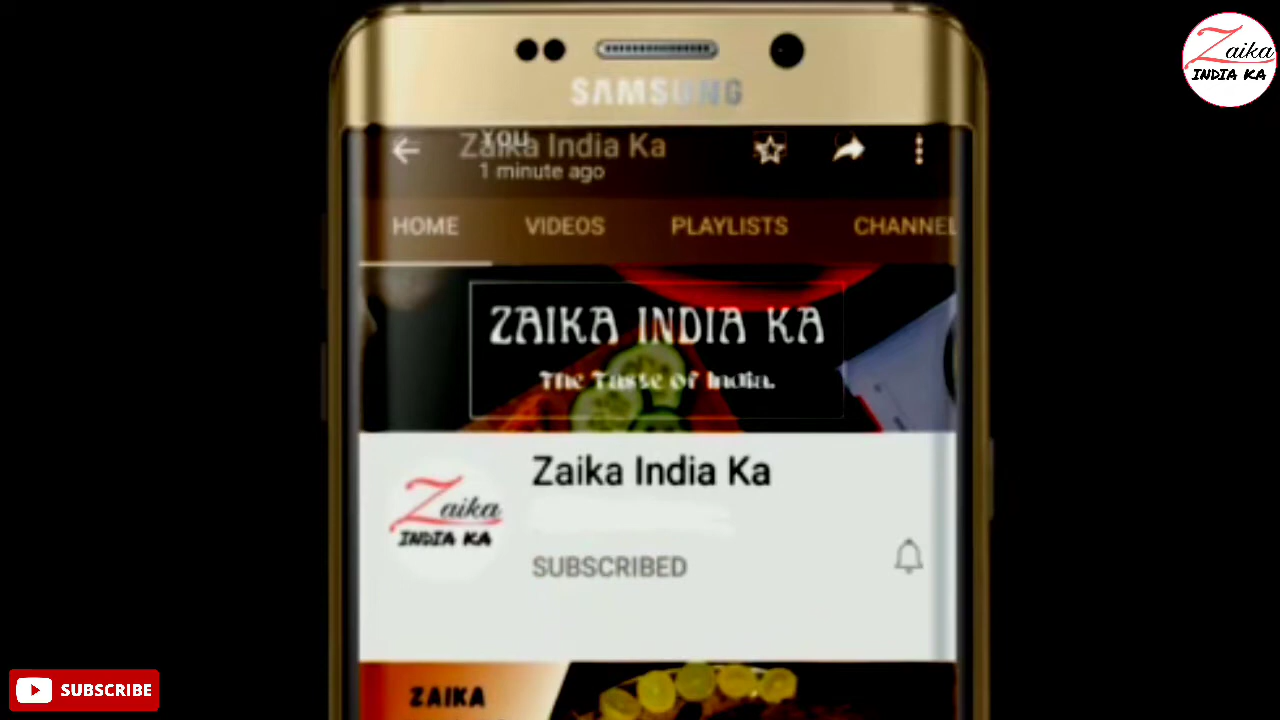 Zaika
INDIA KA
SAMSUNG
YOU
Zaika India Ka
1 minute ago
HOME VIDEOS PLAYLISTS CHANNEL
ZAIKA INDIA KA
The Taste of India.
Zaika India Ka
Zaika
INDIA KA
SUBSCRIBED
ZAIKA
SUBSCRIBE